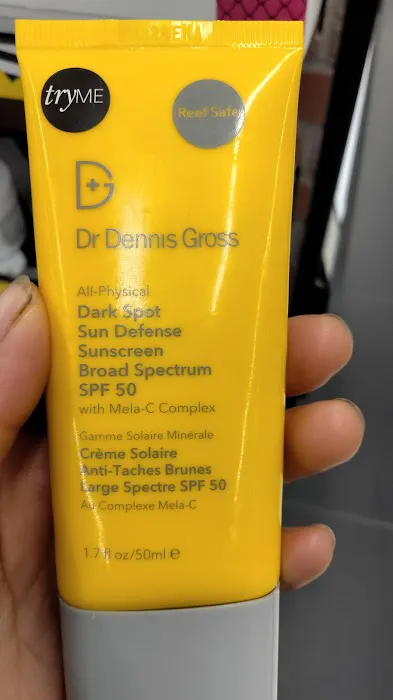 tryME
Reef Safe
D+G
Dr Dennis Gross
All-Physical
Dark Spot
Sun Defense
Sunscreen
Broad Spectrum
SPF 50
with Mela-C Complex
Gamme Solaire Minérale
Crème Solaire
Anti-Taches Brunes
Large Spectre SPF 50
Au Complexe Mela-C
1.7 fl oz/50ml e